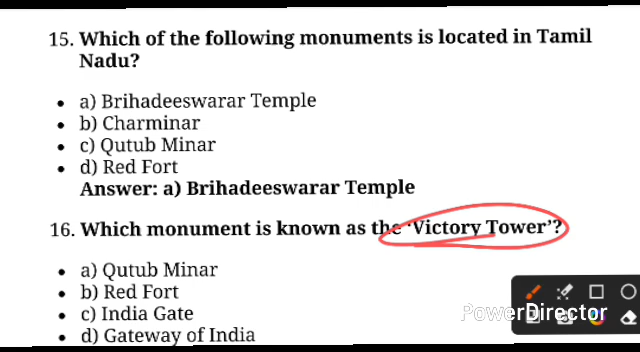 15. Which of the following monuments is located in Tamil
Nadu?
• a) Brihadeeswarar Temple
• b) Charminar
• c) Qutub Minar
• d) Red Fort
Answer: a) Brihadeeswarar Temple
16. Which monument is known as the ‘Victory Tower’?
• a) Qutub Minar
• b) Red Fort
• c) India Gate
• d) Gateway of India
PowerDirector